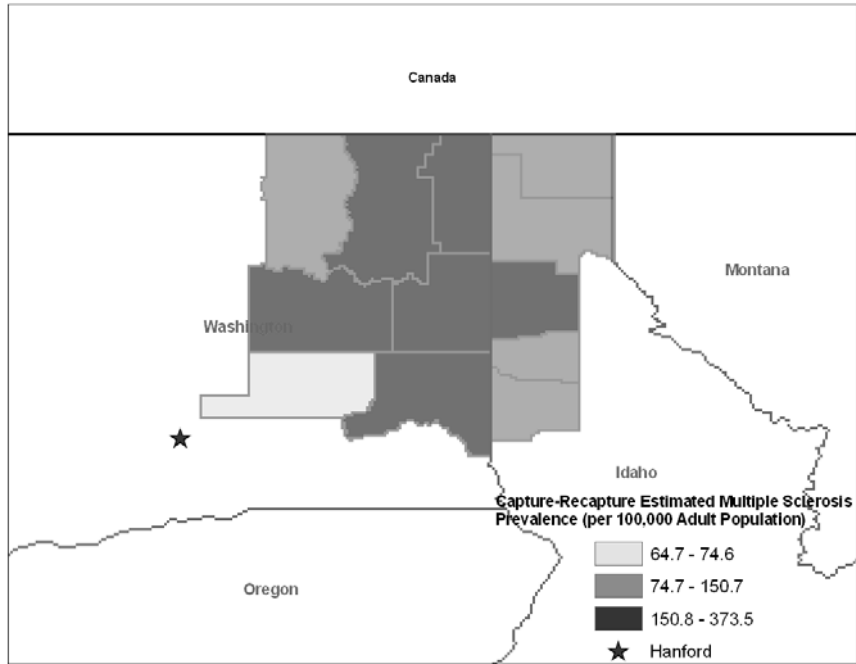 Canada
Montana
Washington
Idaho
Capture-Recapture Estimated Multiple Sclerosis
Prevalence (per 100,000 Adult Population)
64.7 - 74.6
74.7 - 150.7
150.8 - 373.5
Hanford
Oregon